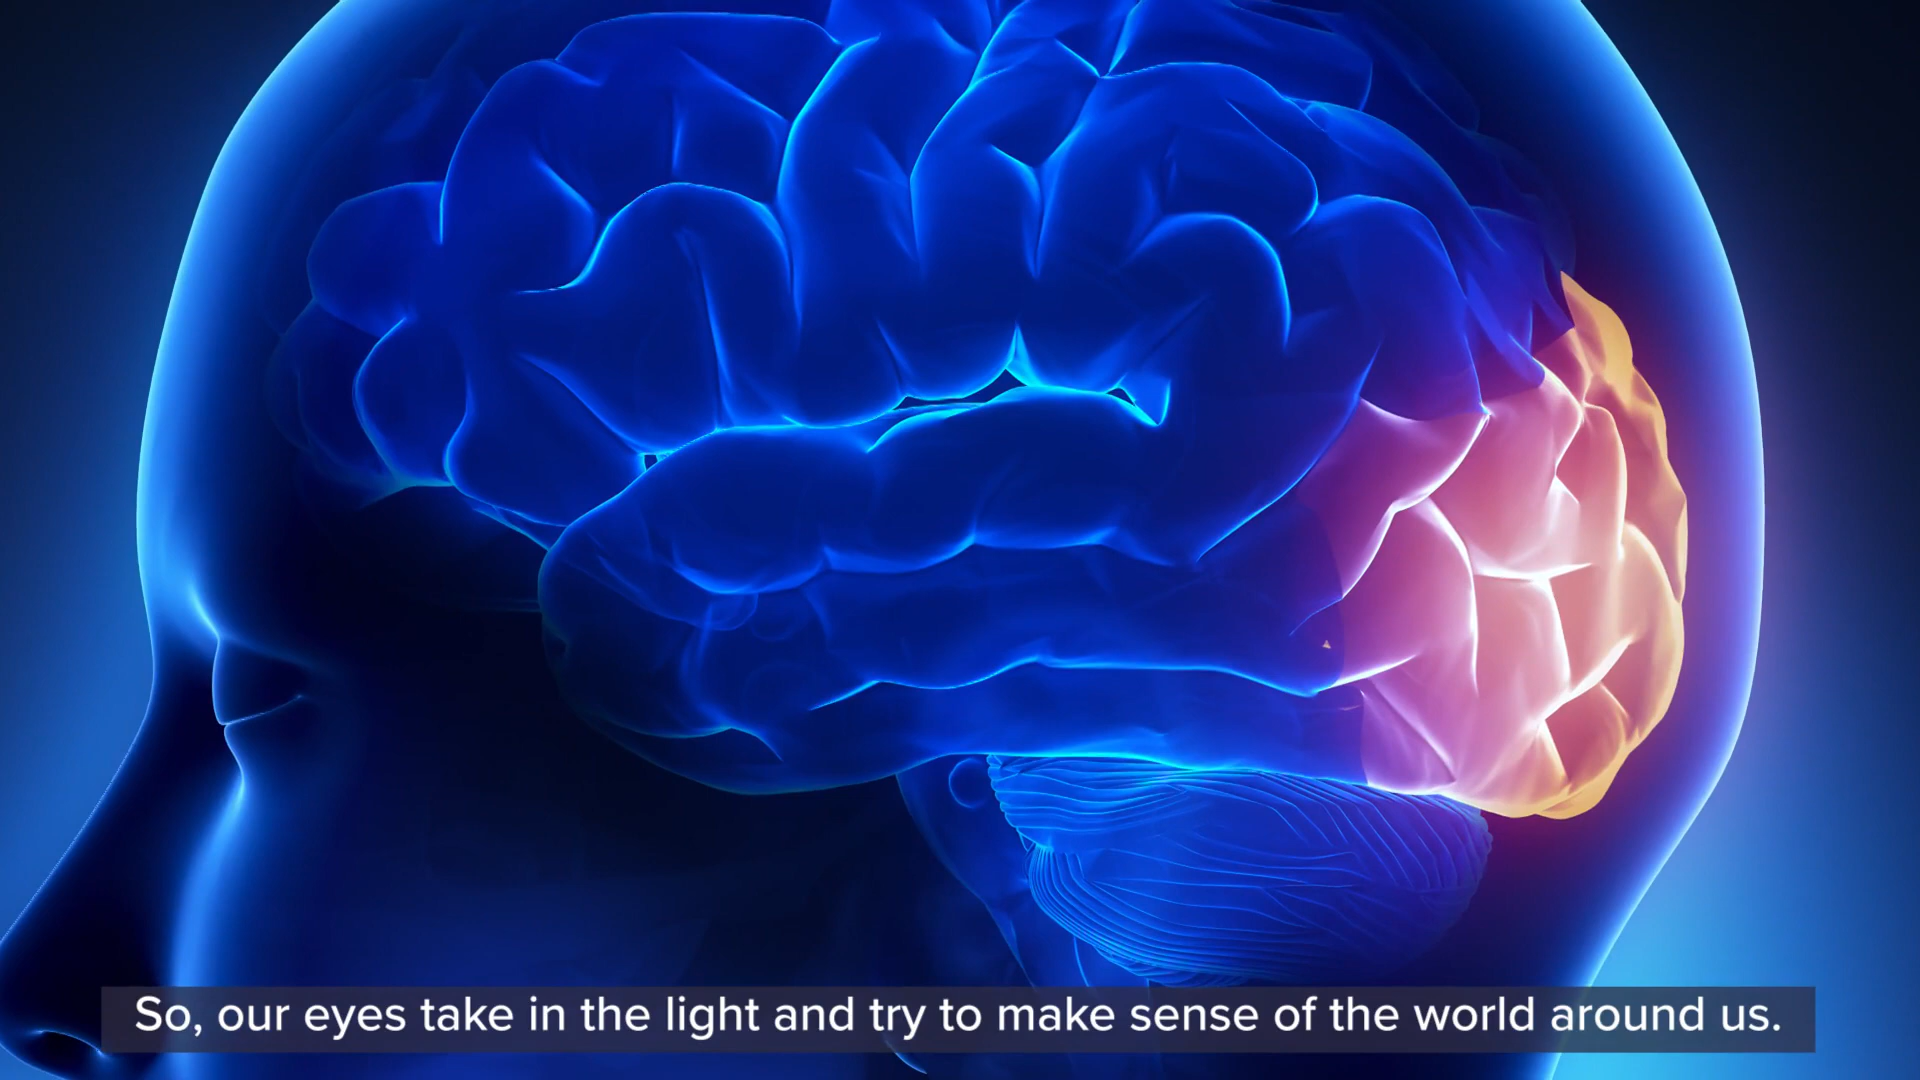 So, our eyes take in the light and try to make sense of the world around us.